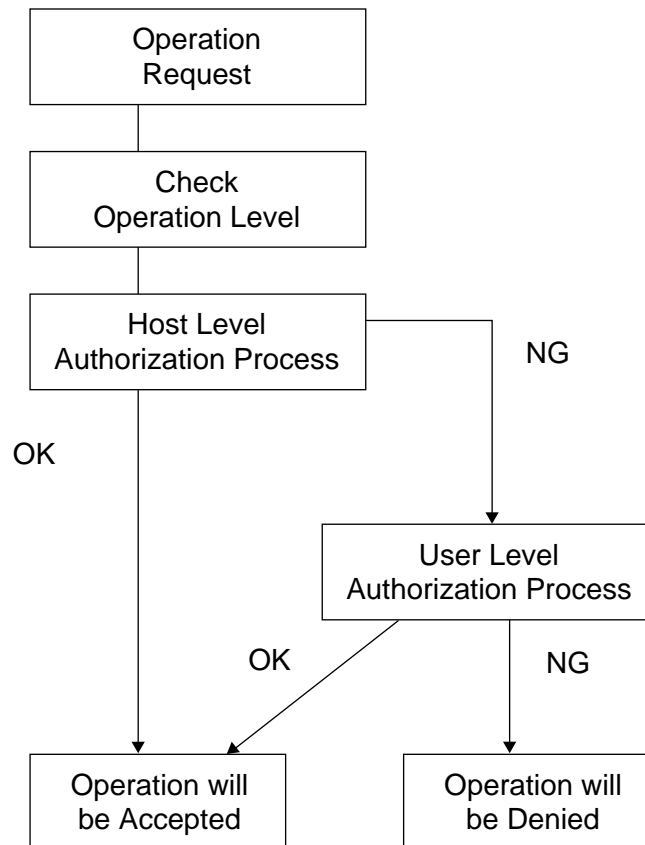 Operation
Request
Check
Operation Level
Host Level
Authorization Process
NG
OK
User Level
Authorization Process
OK
NG
Operation will
be Accepted
Operation will
be Denied